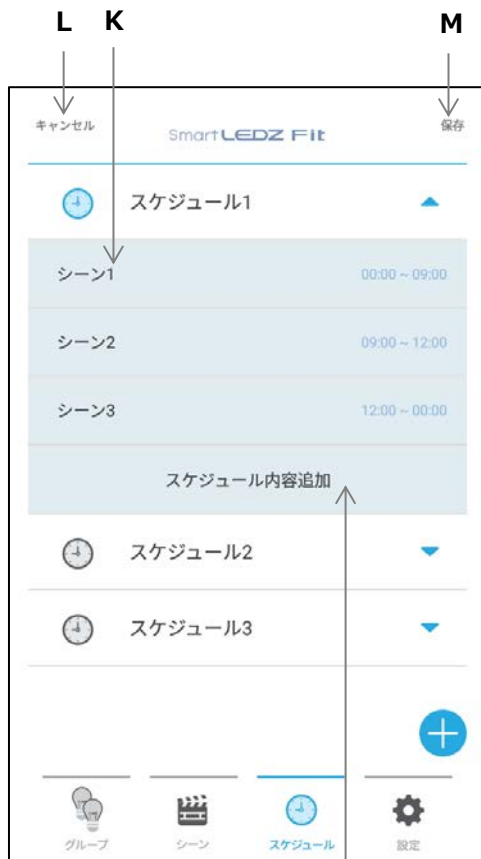 L K M
キャンセル SmartLEDZ Fit 保存
スケジュール1
シーン1 00:00 ~ 09:00
シーン2 09:00 ~ 12:00
シーン3 12:00 ~ 00:00
スケジュール内容追加
スケジュール2
スケジュール3
グループ シーン スケジュール 設定